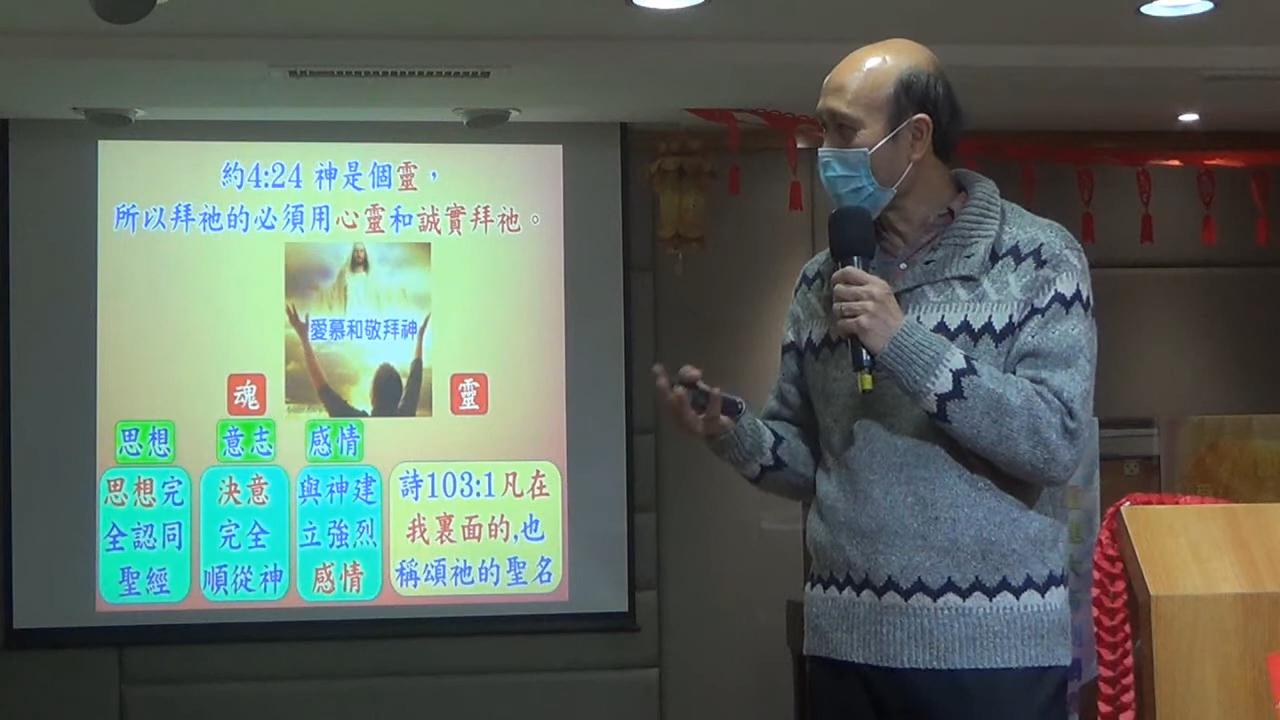 約4:24 神是個靈，
所以拜祂的必須用心靈和誠實拜祂。
愛慕和敬拜神
魂
靈
思想
意志
感情
思想完
全認同
聖經
決意
完全
順從神
與神建
立強烈
感情
詩103:1凡在
我裏面的,也
稱頌祂的聖名